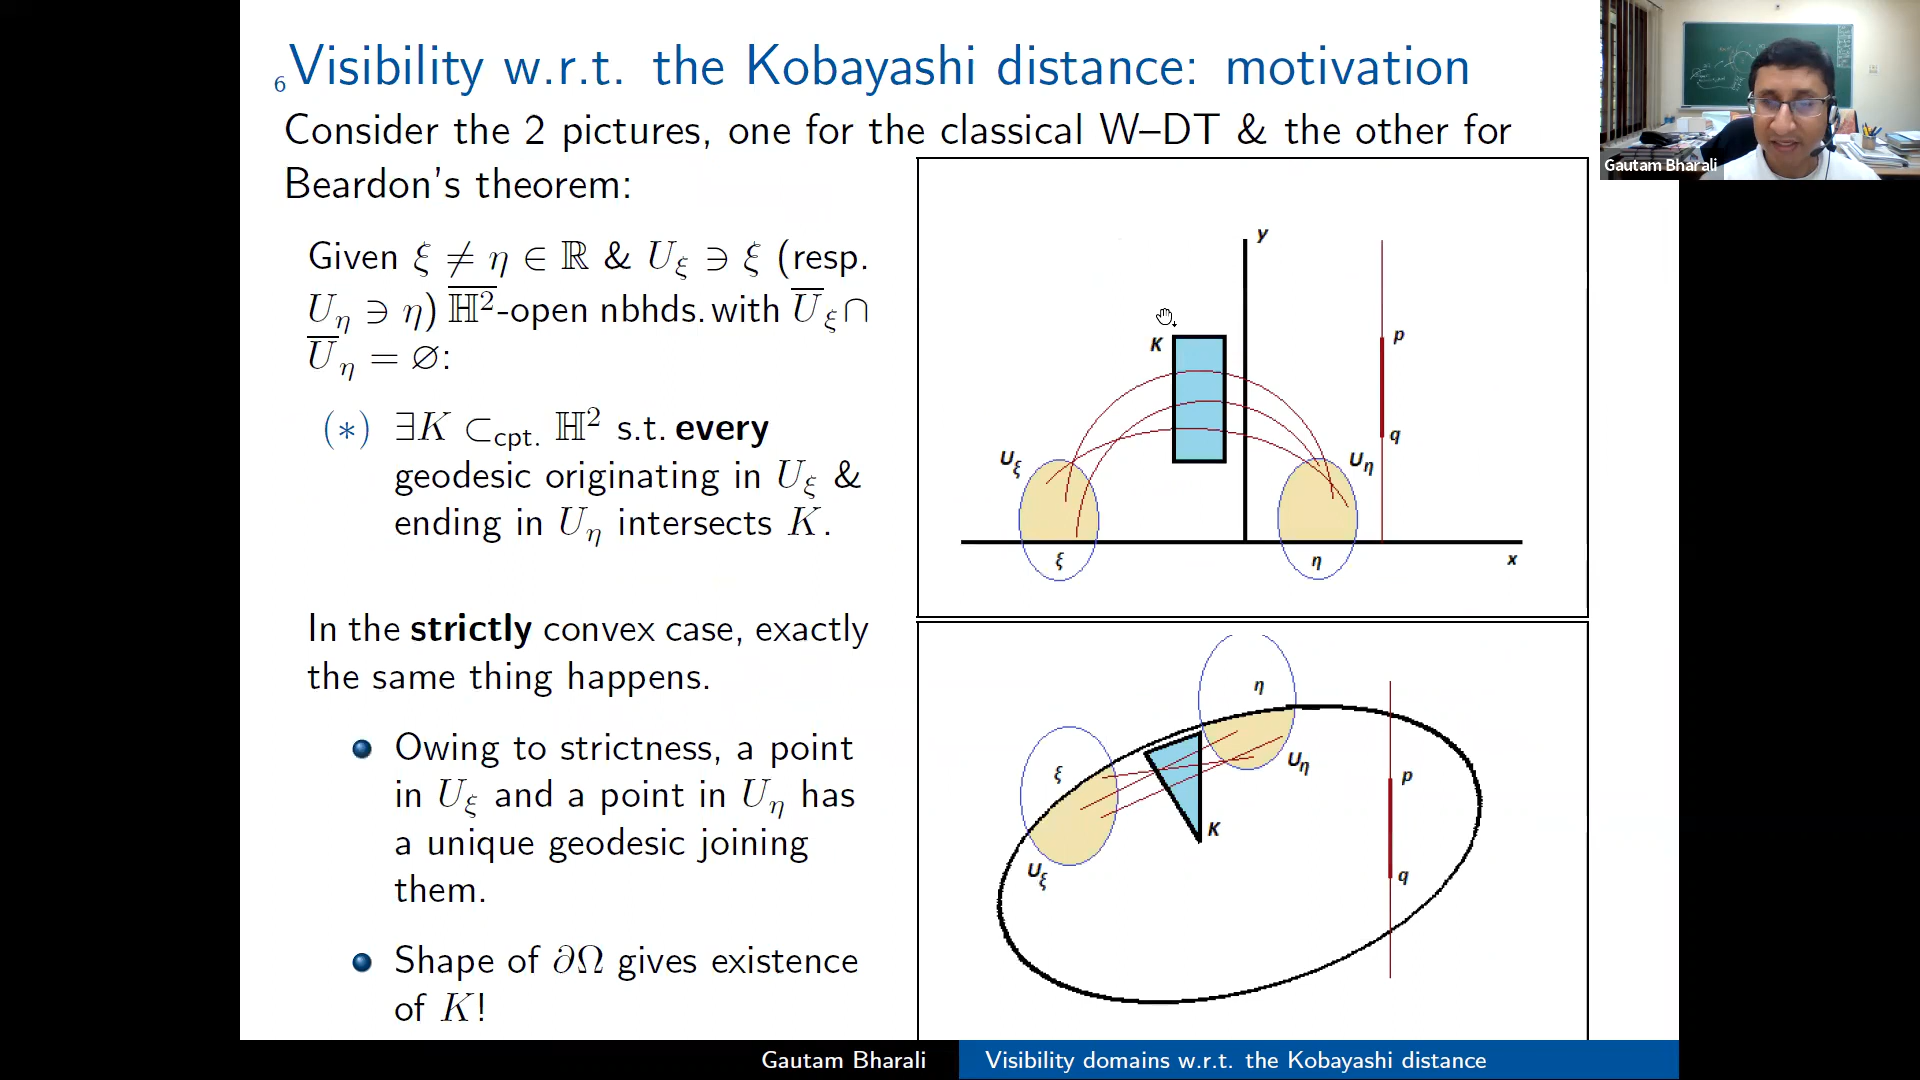 6 Visibility w.r.t. the Kobayashi distance: motivation
Consider the 2 pictures, one for the classical W–DT & the other for
Beardon's theorem:
Given ξ ≠ η ∈ ℝ & U_ξ ∋ ξ (resp.
U_η ∋ η) \overline{ℍ²}-open nbhds. with \overline{U}_ξ ∩
\overline{U}_η = ∅:
(∗) ∃K ⊂_cpt. ℍ² s.t. every
geodesic originating in U_ξ &
ending in U_η intersects K.
In the strictly convex case, exactly
the same thing happens.
Owing to strictness, a point
in U_ξ and a point in U_η has
a unique geodesic joining
them.
Shape of ∂Ω gives existence
of K!
y
p
K
q
U_ξ
U_η
ξ
η
x
η
ξ
U_η
p
K
U_ξ
q
Gautam Bharali
Gautam Bharali
Visibility domains w.r.t. the Kobayashi distance